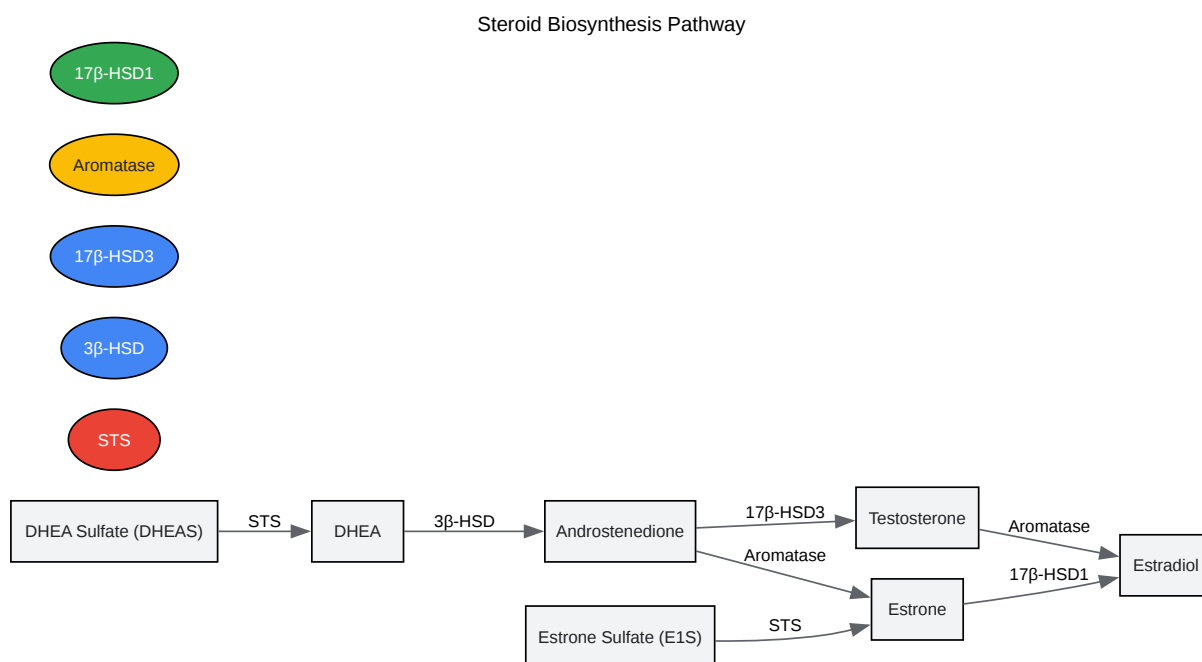 Steroid Biosynthesis Pathway
17β-HSD1
Aromatase
17β-HSD3
3β-HSD
STS
DHEA Sulfate (DHEAS)
STS
DHEA
3β-HSD
Androstenedione
17β-HSD3
Testosterone
Aromatase
Estradiol
Aromatase
Estrone
17β-HSD1
Estrone Sulfate (E1S)
STS